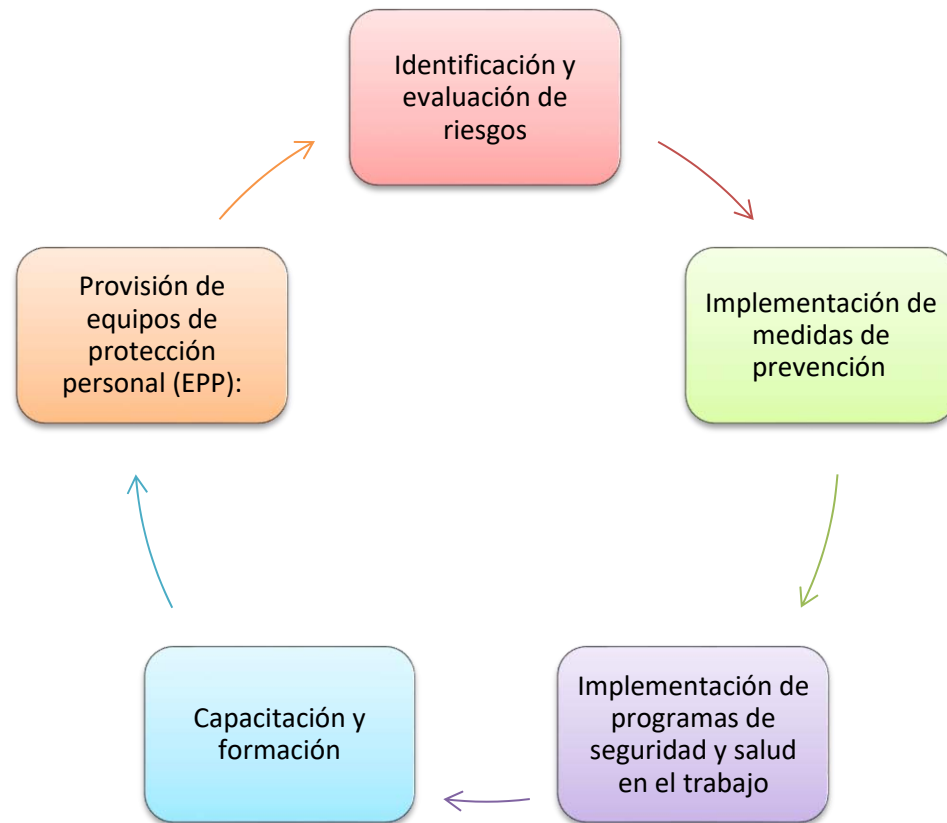 Identificación y
evaluación de
riesgos
Implementación de
medidas de
prevención
Implementación de
programas de
seguridad y salud
en el trabajo
Capacitación y
formación
Provisión de
equipos de
protección
personal (EPP):